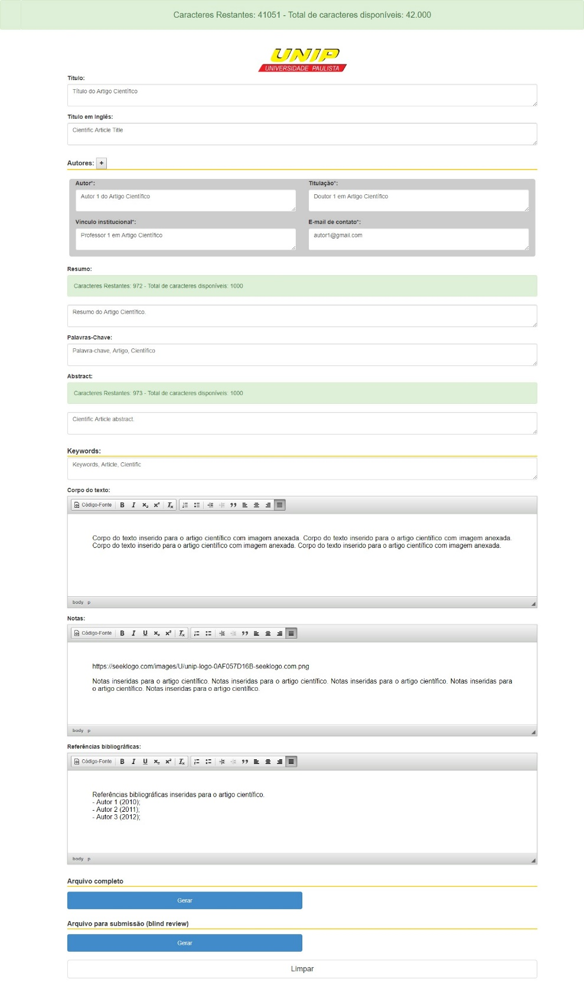 Caracteres Restantes: 41051 - Total de caracteres disponíveis: 42.000
UNIP
UNIVERSIDADE PAULISTA
Título:
Título do Artigo Científico
Título em Inglês:
Cientific Article Title
Autores: +
Autor*: Titulação*:
Autor 1 do Artigo Científico Doutor 1 em Artigo Científico
Vínculo institucional*: E-mail de contato*:
Professor 1 em Artigo Científico autor1@gmail.com
Resumo:
Caracteres Restantes: 972 - Total de caracteres disponíveis: 1000
Resumo do Artigo Científico.
Palavras-Chave:
Palavra-chave, Artigo, Científico
Abstract:
Caracteres Restantes: 973 - Total de caracteres disponíveis: 1000
Cientific Article abstract.
Keywords:
Keywords, Article, Cientific
Corpo do texto:
Código-Fonte B I x₂ x² Tx
Corpo do texto inserido para o artigo científico com imagem anexada. Corpo do texto inserido para o artigo científico com imagem anexada.
Corpo do texto inserido para o artigo científico com imagem anexada. Corpo do texto inserido para o artigo científico com imagem anexada.
body p
Notas:
Código-Fonte B I U x₂ x² Tx
https://seeklogo.com/images/U/unip-logo-0AF057D16B-seeklogo.com.png
Notas inseridas para o artigo científico. Notas inseridas para o artigo científico. Notas inseridas para o artigo científico. Notas inseridas para
o artigo científico. Notas inseridas para o artigo científico.
body p
Referências bibliográficas:
Código-Fonte B I U x₂ x² Tx
Referências bibliográficas inseridas para o artigo científico.
- Autor 1 (2010);
- Autor 2 (2011);
- Autor 3 (2012);
body p
Arquivo completo
Gerar
Arquivo para submissão (blind review)
Gerar
Limpar